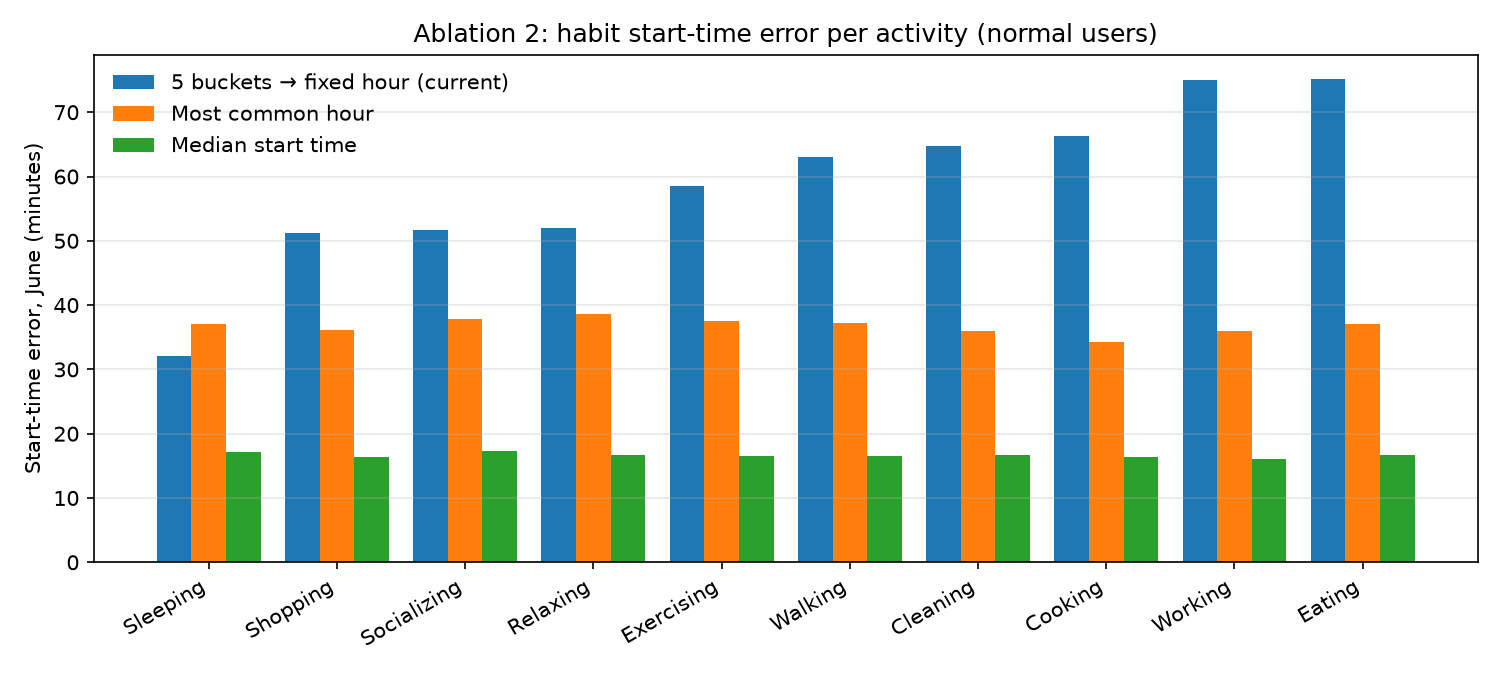 Ablation 2: habit start-time error per activity (normal users)
5 buckets → fixed hour (current)
Most common hour
Median start time
Start-time error, June (minutes)
70
60
50
40
30
20
10
0
Sleeping
Shopping
Socializing
Relaxing
Exercising
Walking
Cleaning
Cooking
Working
Eating